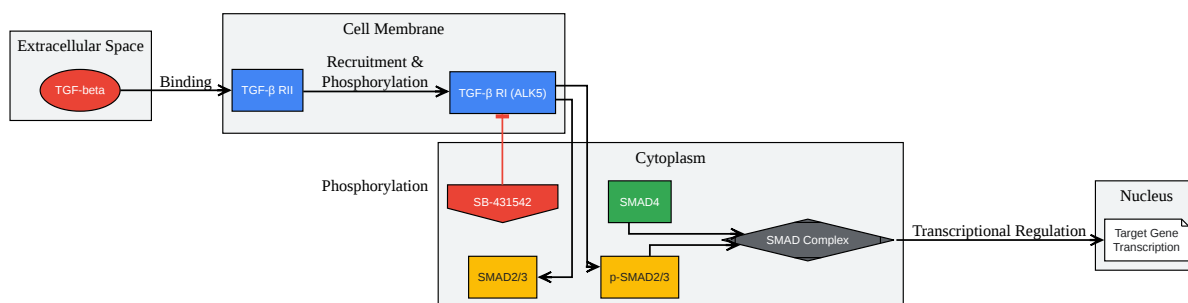 Extracellular Space
TGF-beta
Binding
Cell Membrane
TGF-β RII
Recruitment &
Phosphorylation
TGF-β RI (ALK5)
Phosphorylation
Cytoplasm
SB-431542
SMAD4
SMAD2/3
p-SMAD2/3
SMAD Complex
Transcriptional Regulation
Nucleus
Target Gene
Transcription